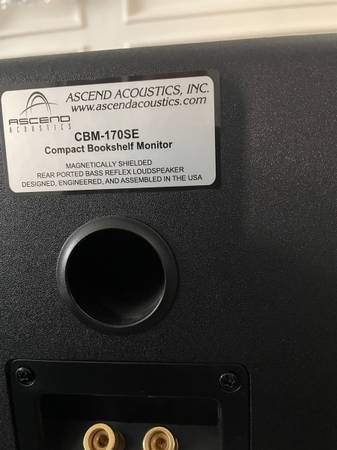 ASCEND ACOUSTICS, INC.
www.ascendacoustics.com
ASCEND
ACOUSTICS
CBM-170SE
Compact Bookshelf Monitor
MAGNETICALLY SHIELDED
REAR PORTED BASS REFLEX LOUDSPEAKER
DESIGNED, ENGINEERED, AND ASSEMBLED IN THE USA